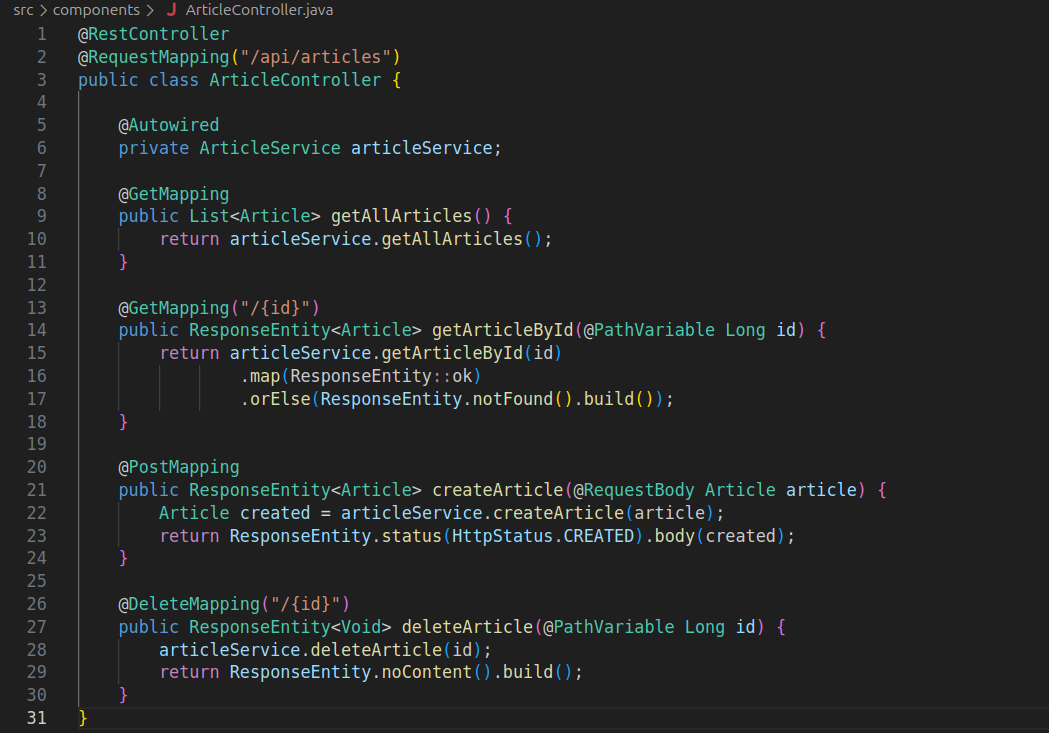 src > components > J ArticleController.java
1 @RestController
2 @RequestMapping("/api/articles")
3 public class ArticleController {
4
5     @Autowired
6     private ArticleService articleService;
7
8     @GetMapping
9     public List<Article> getAllArticles() {
10         return articleService.getAllArticles();
11     }
12
13     @GetMapping("/{id}")
14     public ResponseEntity<Article> getArticleById(@PathVariable Long id) {
15         return articleService.getArticleById(id)
16                 .map(ResponseEntity::ok)
17                 .orElse(ResponseEntity.notFound().build());
18     }
19
20     @PostMapping
21     public ResponseEntity<Article> createArticle(@RequestBody Article article) {
22         Article created = articleService.createArticle(article);
23         return ResponseEntity.status(HttpStatus.CREATED).body(created);
24     }
25
26     @DeleteMapping("/{id}")
27     public ResponseEntity<Void> deleteArticle(@PathVariable Long id) {
28         articleService.deleteArticle(id);
29         return ResponseEntity.noContent().build();
30     }
31 }